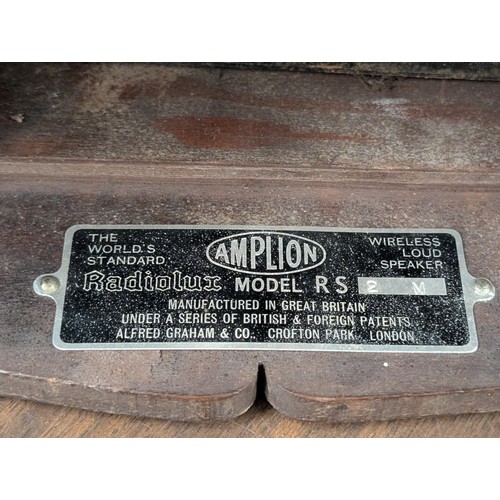 THE WORLD'S STANDARD
AMPLION
WIRELESS LOUD SPEAKER
Radiolux MODEL RS 2 M
MANUFACTURED IN GREAT BRITAIN
UNDER A SERIES OF BRITISH & FOREIGN PATENTS
ALFRED GRAHAM & CO. CROFTON PARK, LONDON.